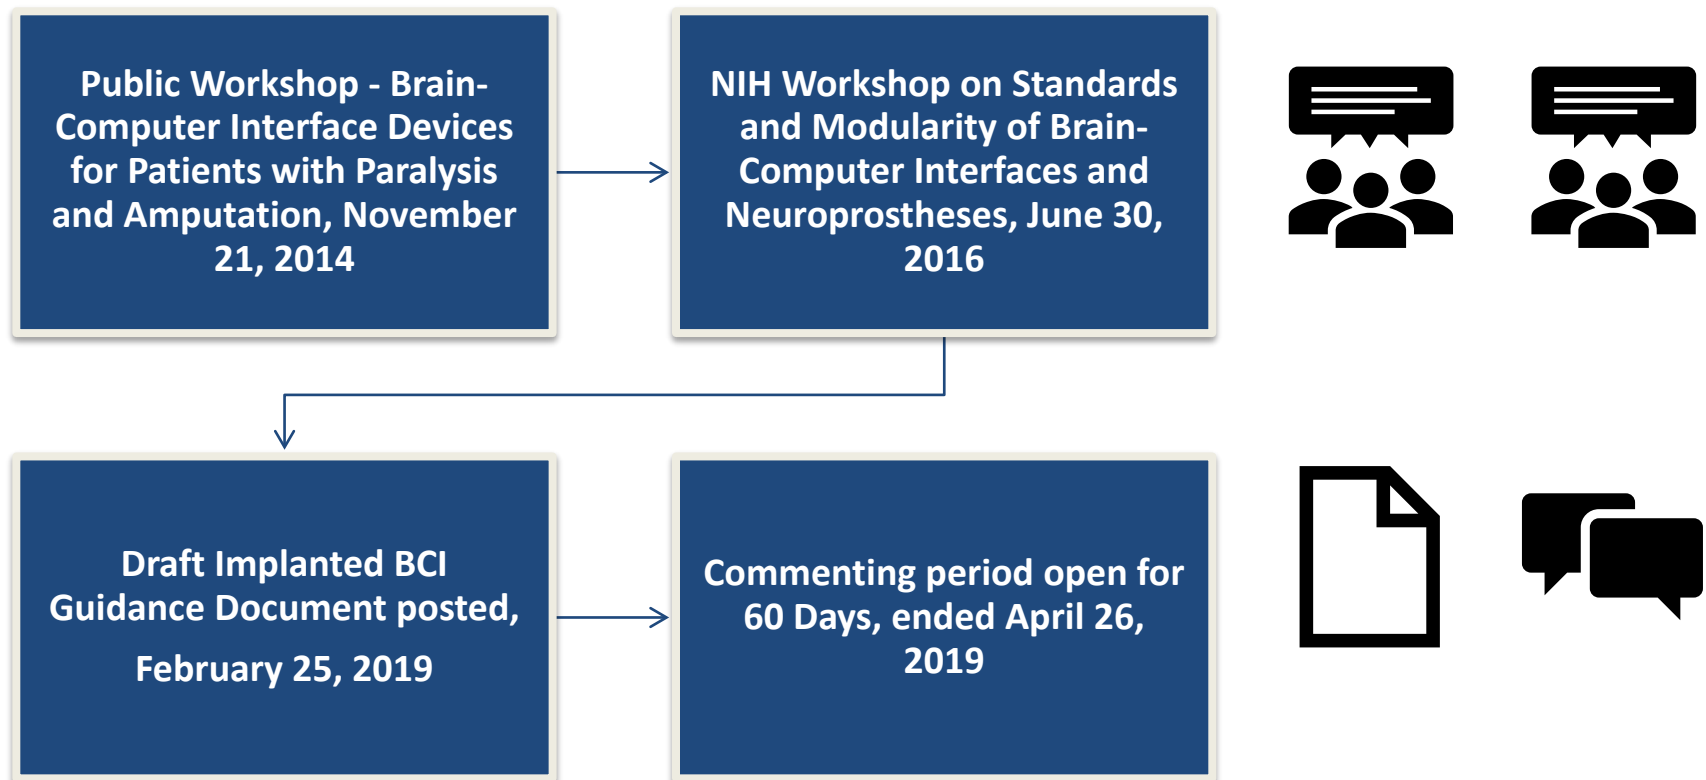 Public Workshop - Brain-
Computer Interface Devices
for Patients with Paralysis
and Amputation, November
21, 2014
NIH Workshop on Standards
and Modularity of Brain-
Computer Interfaces and
Neuroprostheses, June 30,
2016
Draft Implanted BCI
Guidance Document posted,
February 25, 2019
Commenting period open for
60 Days, ended April 26,
2019